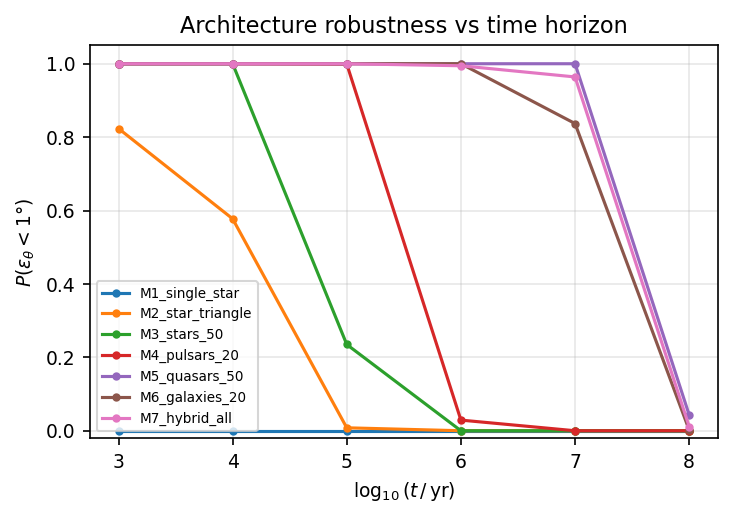 Architecture robustness vs time horizon
P(ε_θ < 1°)
1.0
0.8
0.6
0.4
0.2
0.0
M1_single_star
M2_star_triangle
M3_stars_50
M4_pulsars_20
M5_quasars_50
M6_galaxies_20
M7_hybrid_all
3 4 5 6 7 8
log₁₀ (t / yr)